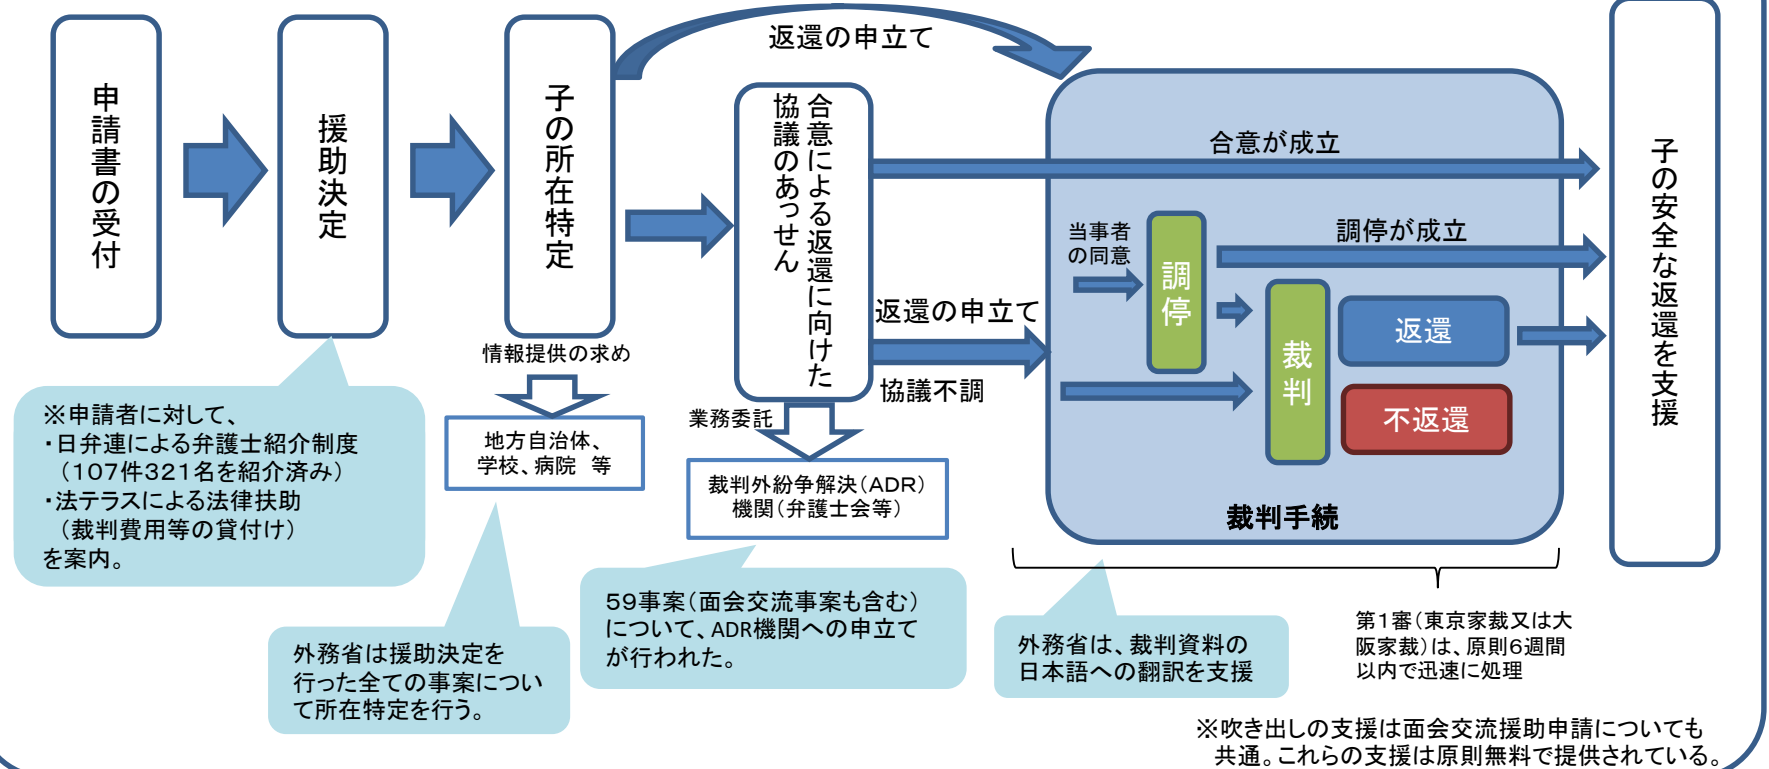 申請書の受付
援助決定
子の所在特定
返還の申立て
合意による返還に向けた
協議のあっせん
合意が成立
当事者
の同意
調停
調停が成立
返還の申立て
協議不調
裁判
返還
不返還
裁判手続
子の安全な返還を支援
情報提供の求め
地方自治体、
学校、病院　等
業務委託
裁判外紛争解決(ADR)
機関(弁護士会等)
※申請者に対して、
・日弁連による弁護士紹介制度
(107件321名を紹介済み)
・法テラスによる法律扶助
(裁判費用等の貸付け)
を案内。
外務省は援助決定を
行った全ての事案につい
て所在特定を行う。
59事案(面会交流事案も含む)
について、ADR機関への申立て
が行われた。
外務省は、裁判資料の
日本語への翻訳を支援
第1審(東京家裁又は大
阪家裁)は、原則6週間
以内で迅速に処理
※吹き出しの支援は面会交流援助申請についても
共通。これらの支援は原則無料で提供されている。